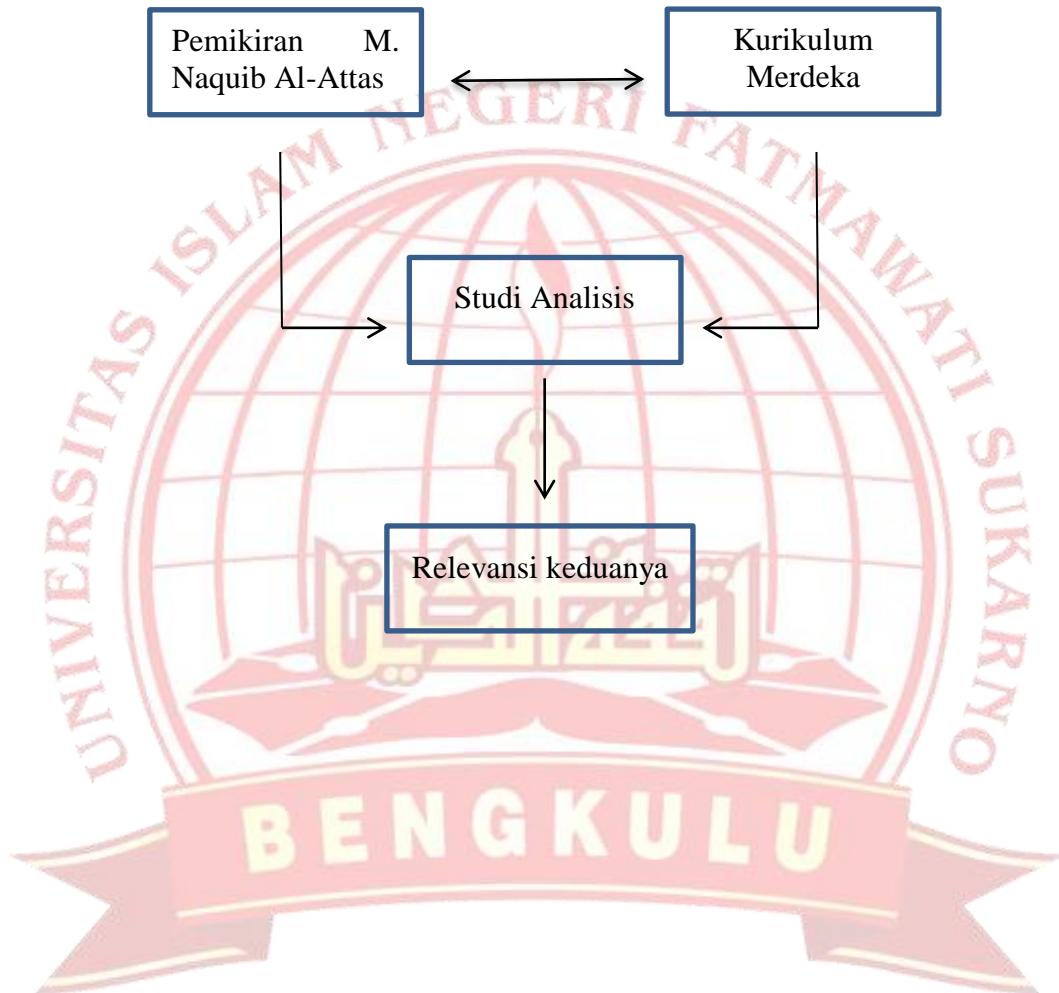 Pemikiran M.
Naquib Al-Attas
Kurikulum
Merdeka
UNIVERSITAS ISLAM NEGERI FATMAWATI SUKARNO
Studi Analisis
Relevansi keduanya
BENGKULU